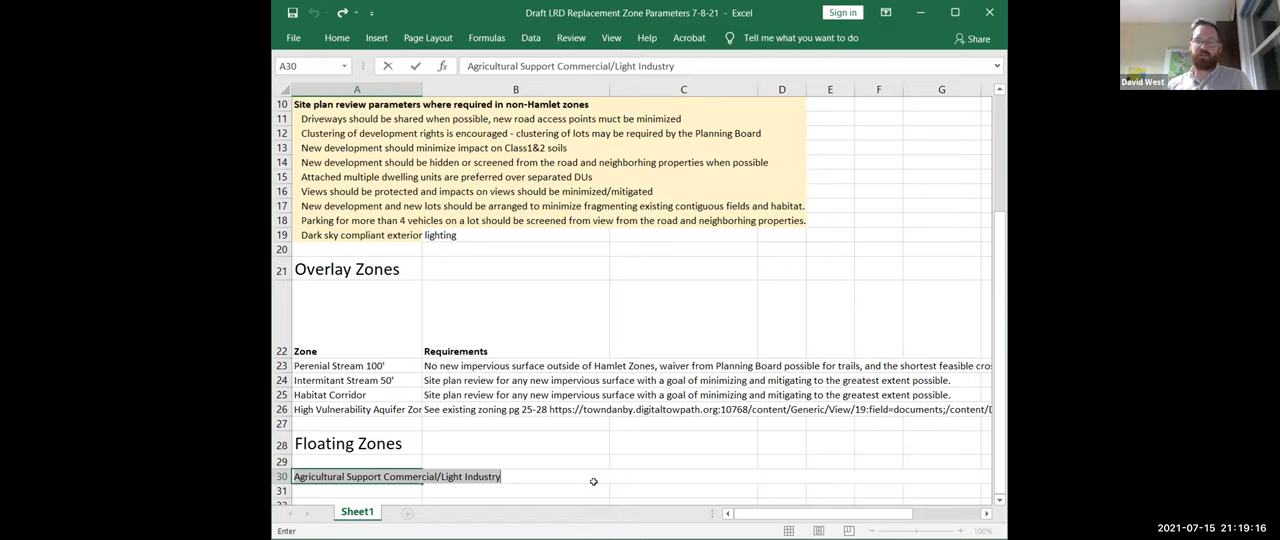 Draft LRD Replacement Zone Parameters 7-8-21 - Excel
Sign in
File Home Insert Page Layout Formulas Data Review View Help Acrobat Tell me what you want to do Share
A30 fx Agricultural Support Commercial/Light Industry
A B C D E F G
10 Site plan review parameters where required in non-Hamlet zones
11 Driveways should be shared when possible, new road access points muct be minimized
12 Clustering of development rights is encouraged - clustering of lots may be required by the Planning Board
13 New development should minimize impact on Class1&2 soils
14 New development should be hidden or screened from the road and neighborhing properties when possible
15 Attached multiple dwelling units are preferred over separated DUs
16 Views should be protected and impacts on views should be minimized/mitigated
17 New development and new lots should be arranged to minimize fragmenting existing contiguous fields and habitat.
18 Parking for more than 4 vehicles on a lot should be screened from view from the road and neighborhing properties.
19 Dark sky compliant exterior lighting
20
21 Overlay Zones
22 Zone Requirements
23 Perenial Stream 100' No new impervious surface outside of Hamlet Zones, waiver from Planning Board possible for trails, and the shortest feasible cros
24 Intermitant Stream 50' Site plan review for any new impervious surface with a goal of minimizing and mitigating to the greatest extent possible.
25 Habitat Corridor Site plan review for any new impervious surface with a goal of minimizing and mitigating to the greatest extent possible.
26 High Vulnerability Aquifer Zor See existing zoning pg 25-28 https://towndanby.digitaltowpath.org:10768/content/Generic/View/19:field=documents;/content/D
27
28 Floating Zones
29
30 Agricultural Support Commercial/Light Industry
31
Sheet1
Enter 100%
David West
2021-07-15 21:19:16